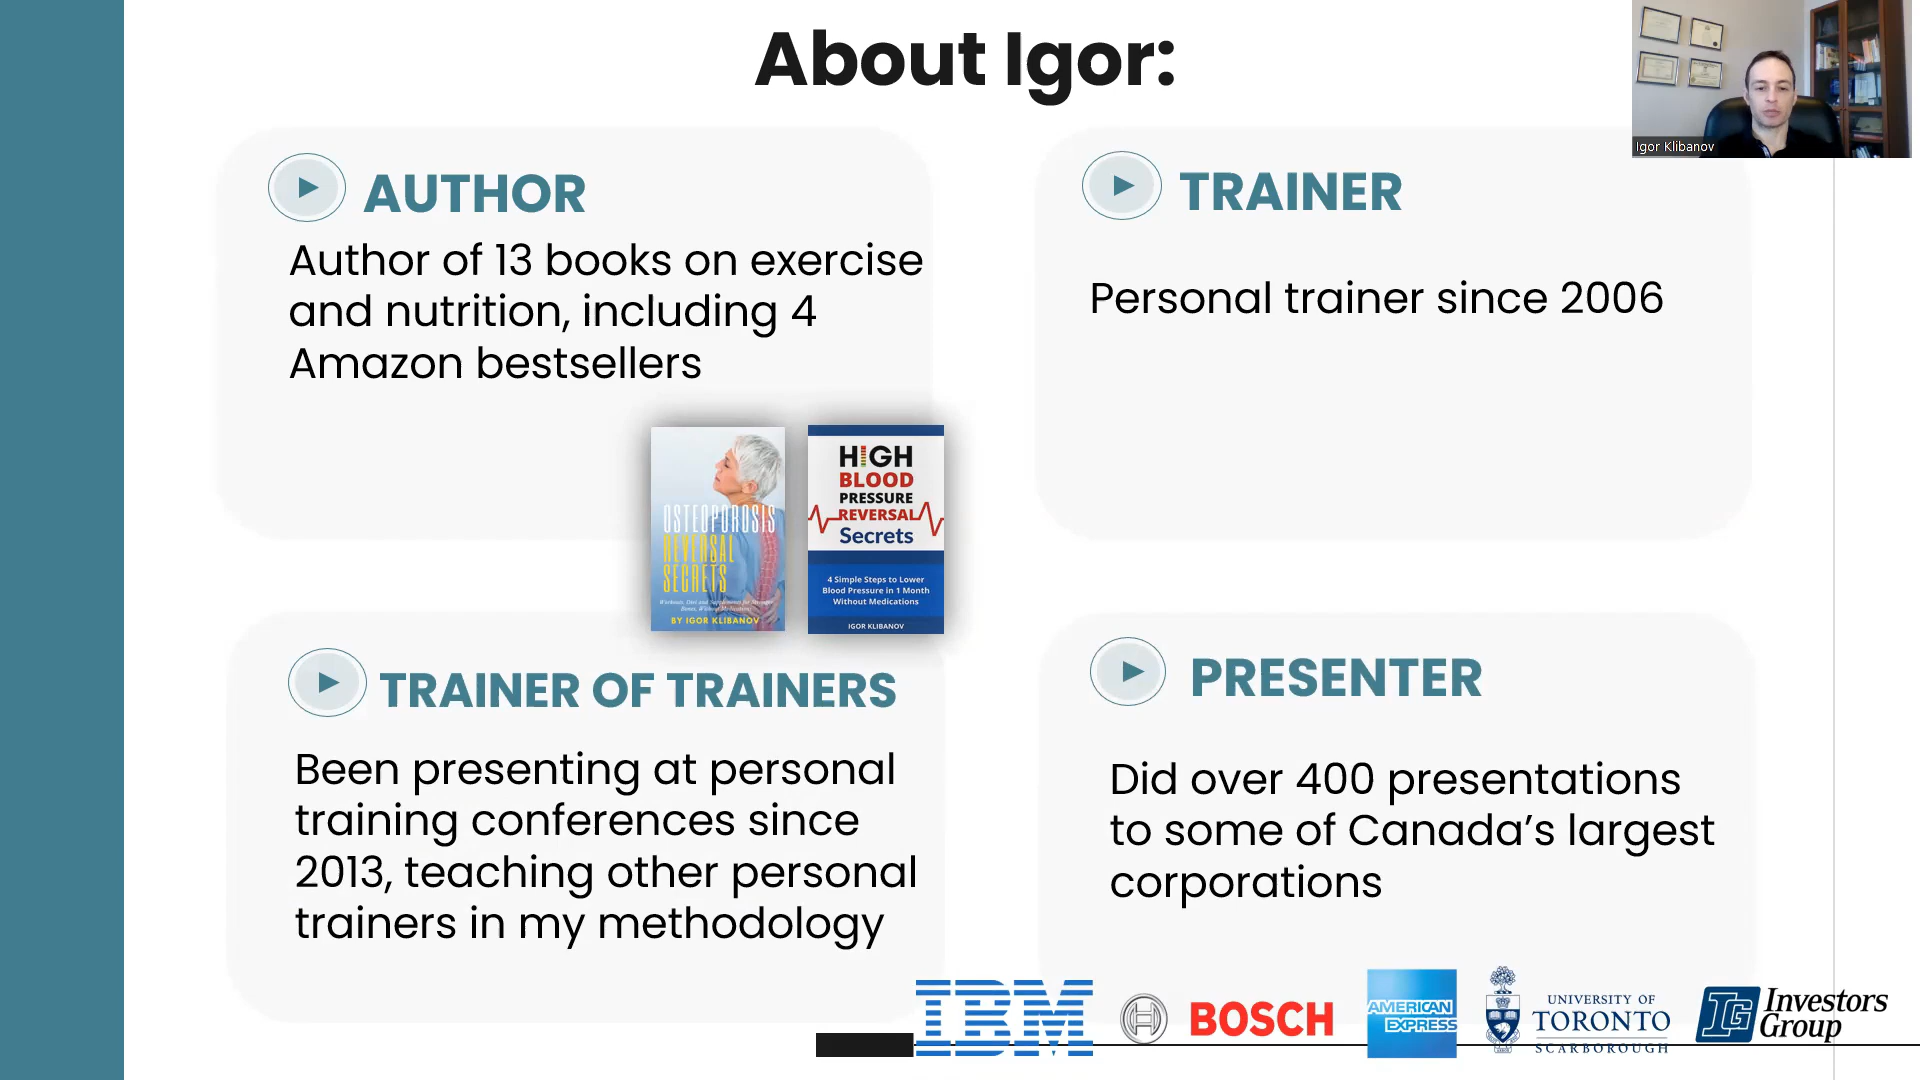 About Igor:
Igor Klibanov
AUTHOR
Author of 13 books on exercise
and nutrition, including 4
Amazon bestsellers
OSTEOPOROSIS
REVERSAL
SECRETS
Workouts, Diet and Supplements for Stronger
Bones, Without Medications
BY IGOR KLIBANOV
HIGH
BLOOD
PRESSURE
REVERSAL
Secrets
4 Simple Steps to Lower
Blood Pressure in 1 Month
Without Medications
IGOR KLIBANOV
TRAINER
Personal trainer since 2006
TRAINER OF TRAINERS
Been presenting at personal
training conferences since
2013, teaching other personal
trainers in my methodology
PRESENTER
Did over 400 presentations
to some of Canada's largest
corporations
IBM
BOSCH
AMERICAN
EXPRESS
UNIVERSITY OF
TORONTO
SCARBOROUGH
IG Investors
Group